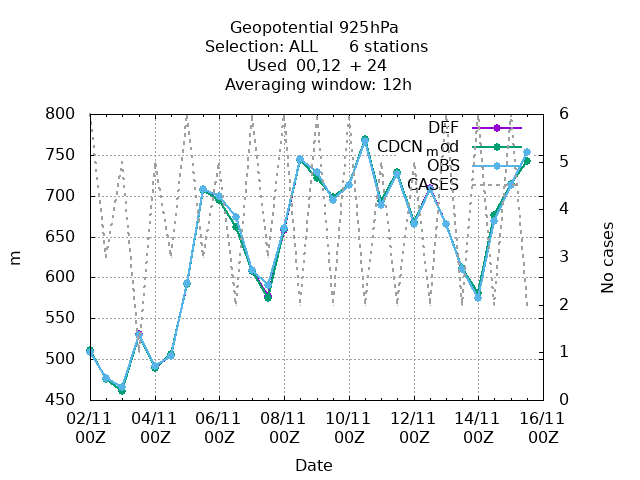 Geopotential 925hPa
Selection: ALL 6 stations
Used 00,12 + 24
Averaging window: 12h
800
750
700
650
600
550
500
450
m
6
5
4
3
2
1
0
No cases
DEF
CDCN mod
OBS
CASES
02/11 04/11 06/11 08/11 10/11 12/11 14/11 16/11
00Z 00Z 00Z 00Z 00Z 00Z 00Z 00Z
Date